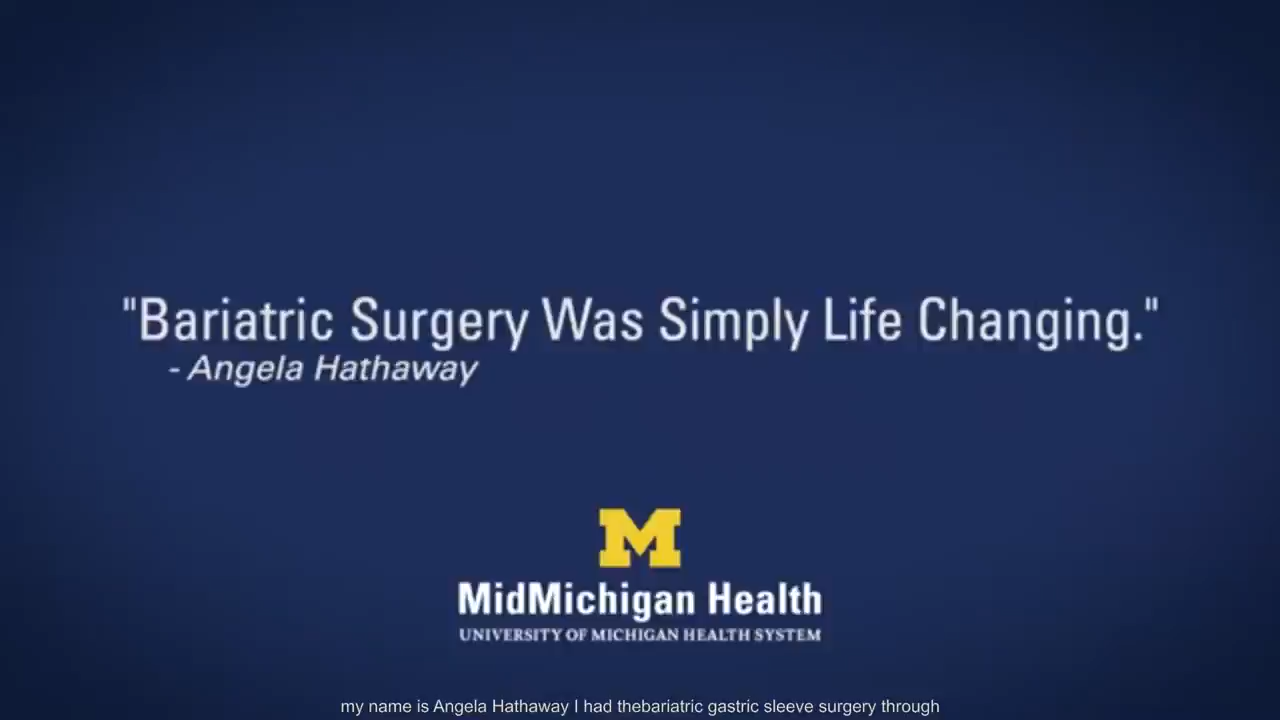 "Bariatric Surgery Was Simply Life Changing."
- Angela Hathaway
M
MidMichigan Health
UNIVERSITY OF MICHIGAN HEALTH SYSTEM
my name is Angela Hathaway I had thebariatric gastric sleeve surgery through